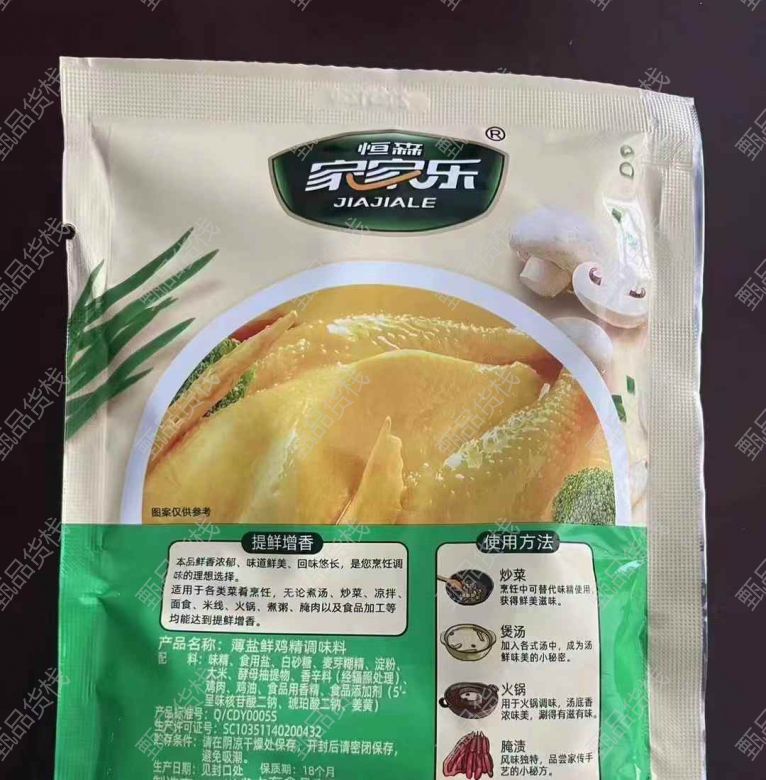 恒森
家家乐
®
JIAJIALE
图案仅供参考
提鲜增香
本品鲜香浓郁、味道鲜美、回味悠长,是您烹饪调
味的理想选择。
适用于各类菜肴烹饪,无论煮汤、炒菜、凉拌、
面食、米线、火锅、煮粥、腌肉以及食品加工等
均能达到提鲜增香。
产品名称:薄盐鲜鸡精调味料
配 料:味精、食用盐、白砂糖、麦芽糊精、淀粉、
大米、酵母抽提物、香辛料(经辐照处理)、
鸡肉、鸡油、食品用香精、食品添加剂(5'-
呈味核苷酸二钠、琥珀酸二钠、姜黄)
产品标准号:Q/CDY0005S
生产许可证号:SC10351140200432
贮存条件:请在阴凉干燥处保存,开封后请密闭保存,
避免吸潮。
生产日期:见封口处 保质期:18个月
使用方法
炒菜
烹饪中可替代味精使用,
获得鲜美滋味。
煲汤
加入各式汤中,成为汤
鲜味美的小秘密。
火锅
用于火锅调味,汤底香
浓味美,涮得有滋有味。
腌渍
风味独特,品尝家传手
艺的小秘方。
甄品货栈